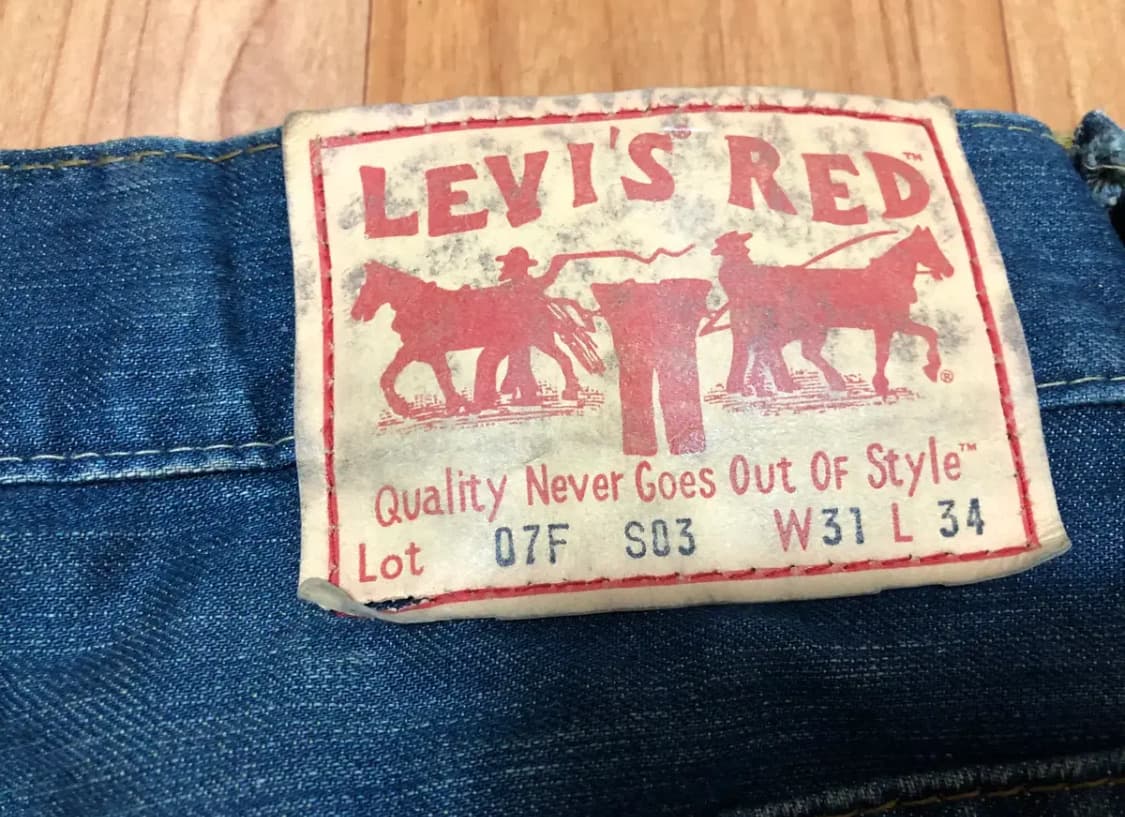 LEVI'S® RED™
®
Quality Never Goes Out Of Style™
Lot 07F S03 W31 L 34